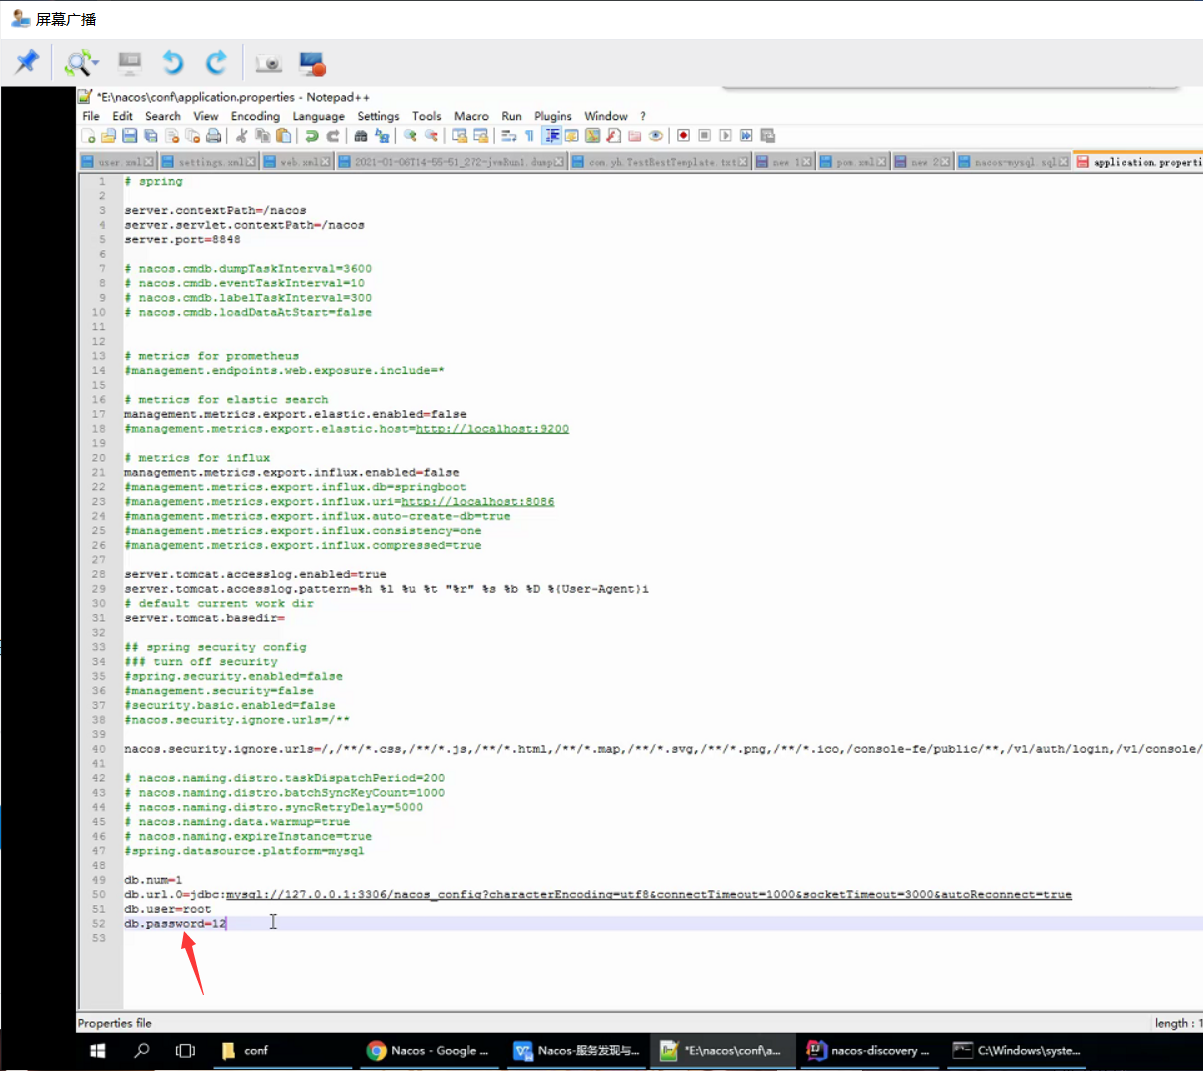 屏幕广播
*E:\nacos\conf\application.properties - Notepad++
File Edit Search View Encoding Language Settings Tools Macro Run Plugins Window ?
user.xml settings.xml web.xml 2021-01-06T14-55-51_272-jvmRun1.dump com.yh.TestBestTemplate.txt new 1 pom.xml new 2 nacos-mysql.sql application.properti
1 # spring
2
3 server.contextPath=/nacos
4 server.servlet.contextPath=/nacos
5 server.port=8848
6
7 # nacos.cmdb.dumpTaskInterval=3600
8 # nacos.cmdb.eventTaskInterval=10
9 # nacos.cmdb.labelTaskInterval=300
10 # nacos.cmdb.loadDataAtStart=false
11
12
13 # metrics for prometheus
14 #management.endpoints.web.exposure.include=*
15
16 # metrics for elastic search
17 management.metrics.export.elastic.enabled=false
18 #management.metrics.export.elastic.host=http://localhost:9200
19
20 # metrics for influx
21 management.metrics.export.influx.enabled=false
22 #management.metrics.export.influx.db=springboot
23 #management.metrics.export.influx.uri=http://localhost:8086
24 #management.metrics.export.influx.auto-create-db=true
25 #management.metrics.export.influx.consistency=one
26 #management.metrics.export.influx.compressed=true
27
28 server.tomcat.accesslog.enabled=true
29 server.tomcat.accesslog.pattern=%h %l %u %t "%r" %s %b %D %{User-Agent}i
30 # default current work dir
31 server.tomcat.basedir=
32
33 ## spring security config
34 ### turn off security
35 #spring.security.enabled=false
36 #management.security=false
37 #security.basic.enabled=false
38 #nacos.security.ignore.urls=/**
39
40 nacos.security.ignore.urls=/,/**/*.css,/**/*.js,/**/*.html,/**/*.map,/**/*.svg,/**/*.png,/**/*.ico,/console-fe/public/**,/v1/auth/login,/v1/console/
41
42 # nacos.naming.distro.taskDispatchPeriod=200
43 # nacos.naming.distro.batchSyncKeyCount=1000
44 # nacos.naming.distro.syncRetryDelay=5000
45 # nacos.naming.data.warmup=true
46 # nacos.naming.expireInstance=true
47 #spring.datasource.platform=mysql
48
49 db.num=1
50 db.url.0=jdbc:mysql://127.0.0.1:3306/nacos_config?characterEncoding=utf8&connectTimeout=1000&socketTimeout=3000&autoReconnect=true
51 db.user=root
52 db.password=12
53
Properties file length : 1
conf Nacos - Google ... Nacos-服务发现与... *E:\nacos\conf\a... nacos-discovery ... C:\Windows\syste...